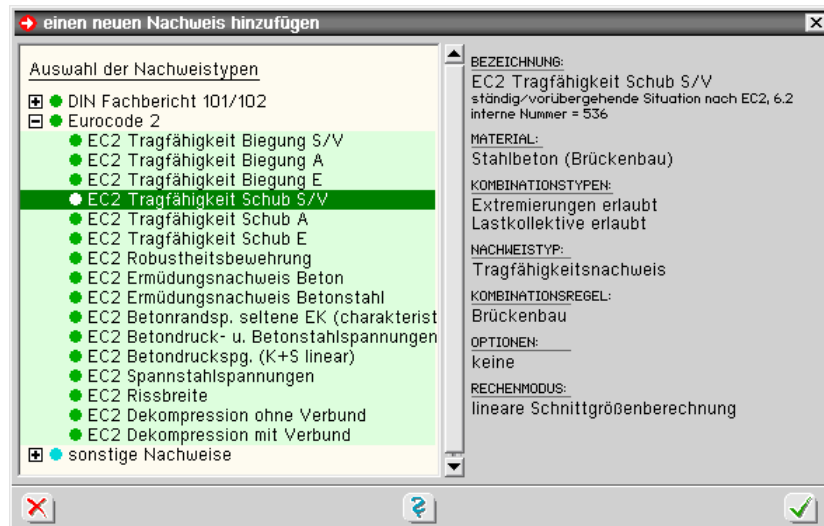 einen neuen Nachweis hinzufügen
Auswahl der Nachweistypen
DIN Fachbericht 101/102
Eurocode 2
EC2 Tragfähigkeit Biegung S/V
EC2 Tragfähigkeit Biegung A
EC2 Tragfähigkeit Biegung E
EC2 Tragfähigkeit Schub S/V
EC2 Tragfähigkeit Schub A
EC2 Tragfähigkeit Schub E
EC2 Robustheitsbewehrung
EC2 Ermüdungsnachweis Beton
EC2 Ermüdungsnachweis Betonstahl
EC2 Betonrandsp. seltene EK (charakterist
EC2 Betondruck- u. Betonstahlspannungen
EC2 Betondruckspg. (K+S linear)
EC2 Spannstahlspannungen
EC2 Rissbreite
EC2 Dekompression ohne Verbund
EC2 Dekompression mit Verbund
sonstige Nachweise
BEZEICHNUNG:
EC2 Tragfähigkeit Schub S/V
ständig/vorübergehende Situation nach EC2, 6.2
interne Nummer = 536
MATERIAL:
Stahlbeton (Brückenbau)
KOMBINATIONSTYPEN:
Extremierungen erlaubt
Lastkollektive erlaubt
NACHWEISTYP:
Tragfähigkeitsnachweis
KOMBINATIONSREGEL:
Brückenbau
OPTIONEN:
keine
RECHENMODUS:
lineare Schnittgrößenberechnung